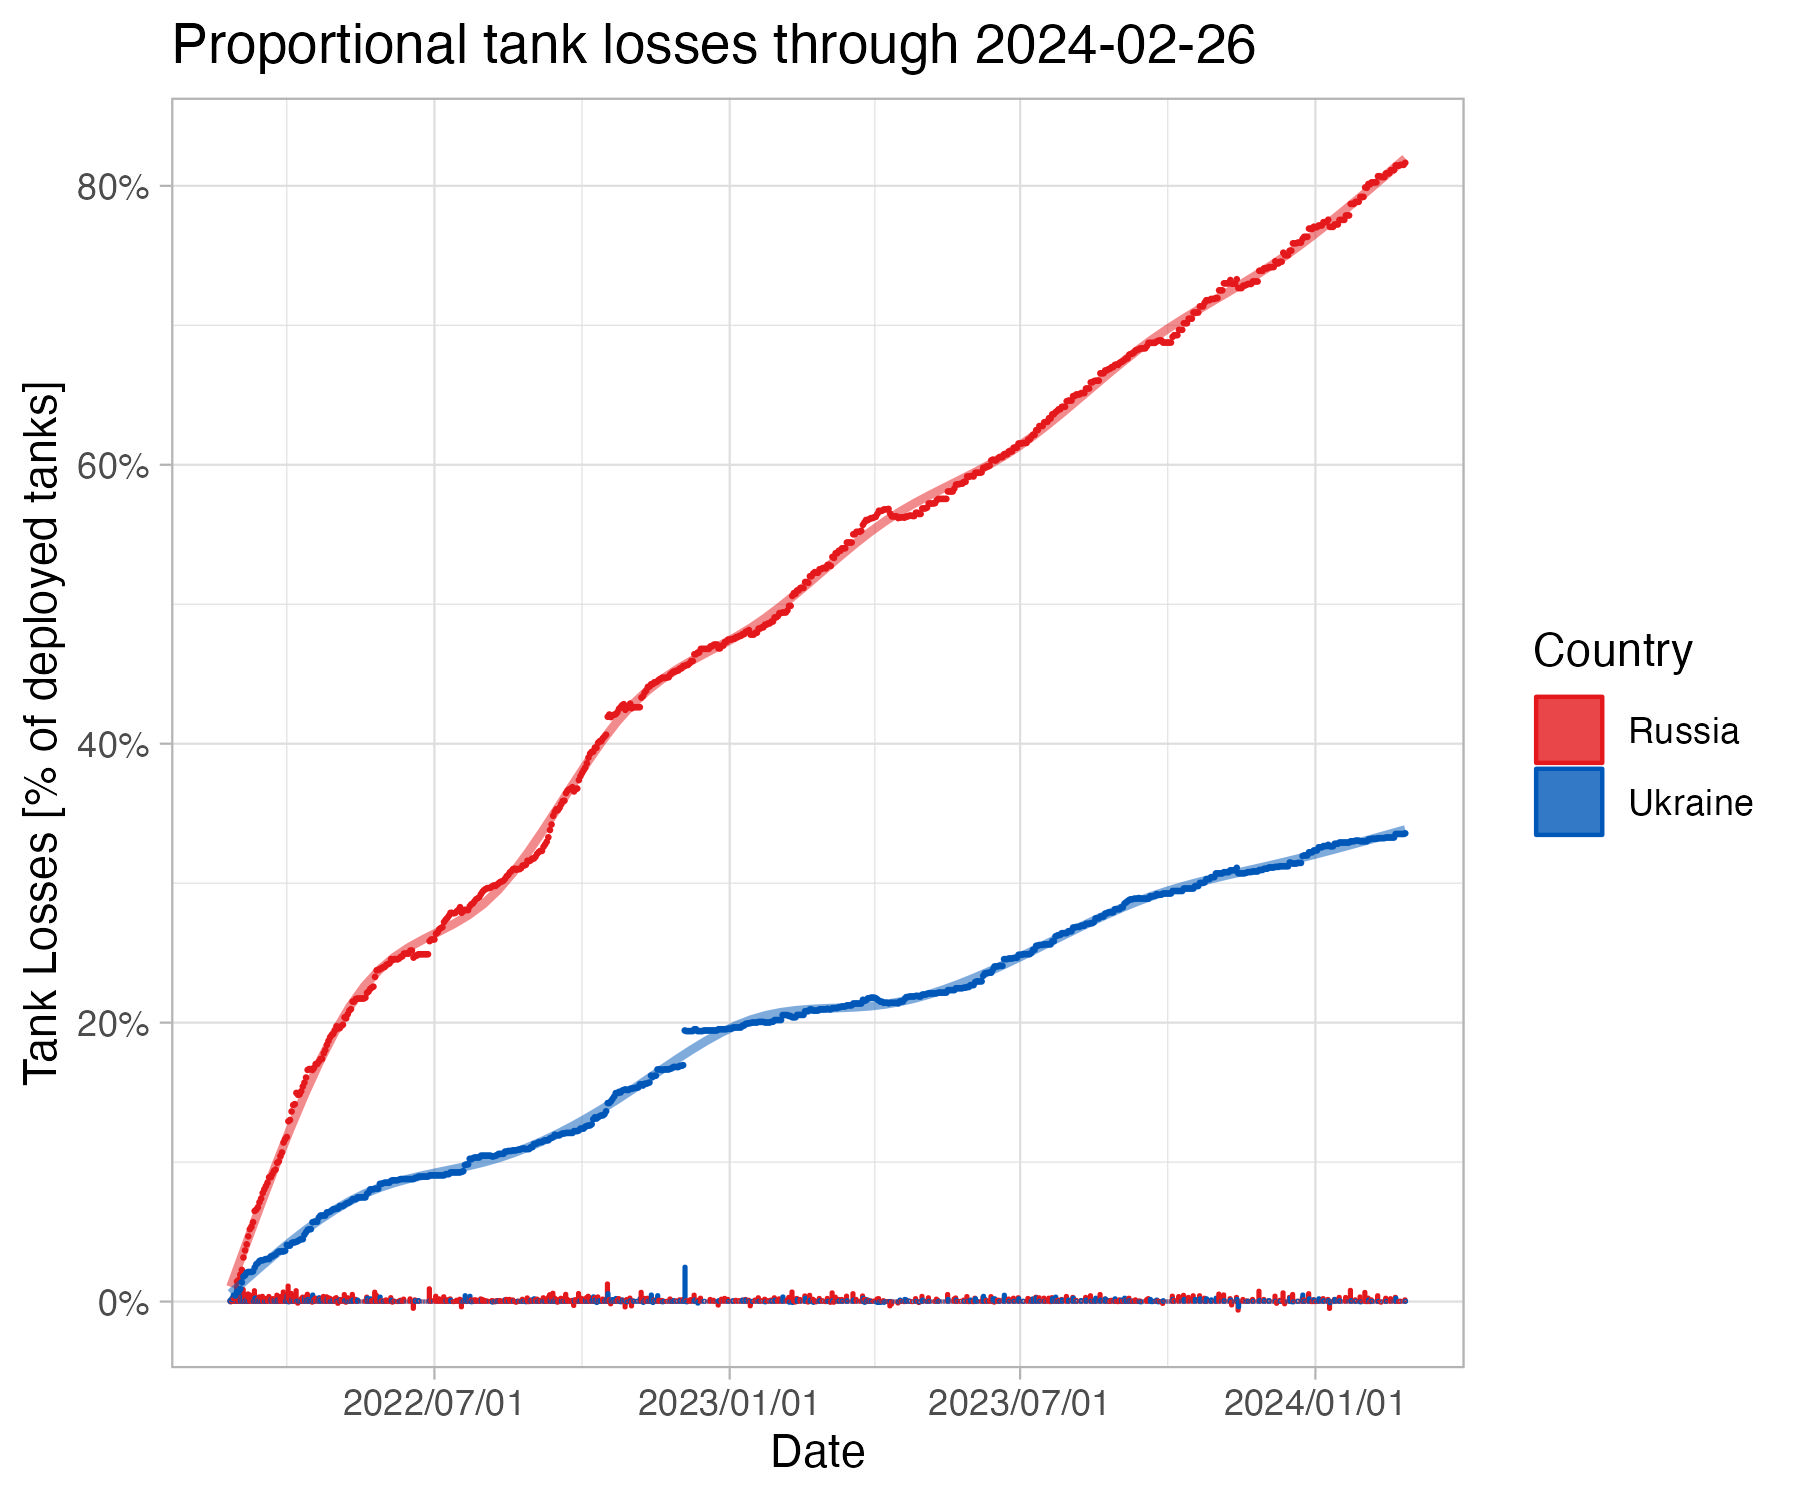 Proportional tank losses through 2024-02-26
Tank Losses [% of deployed tanks]
80%
60%
40%
20%
0%
2022/07/01
2023/01/01
2023/07/01
2024/01/01
Date
Country
Russia
Ukraine